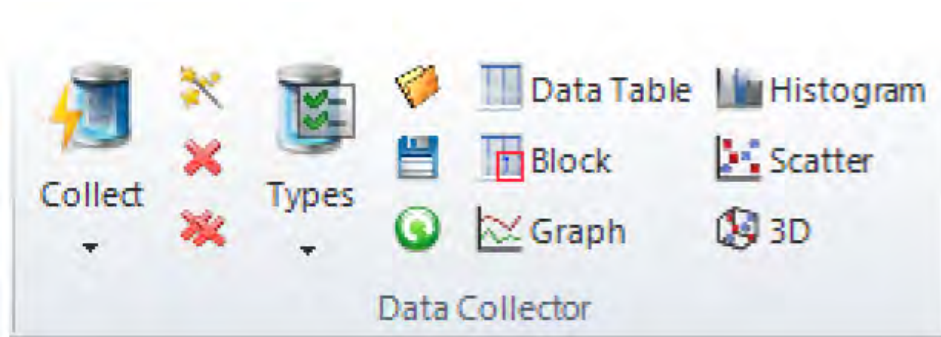 Data Table Histogram
Block Scatter
Collect Types
Graph 3D
Data Collector